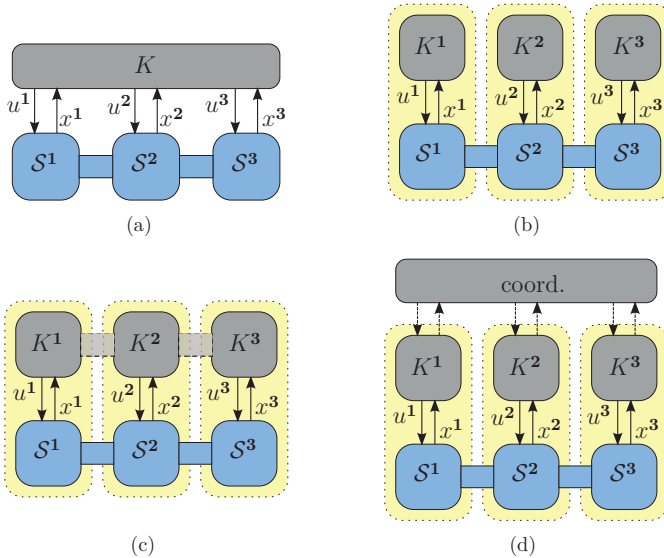 K
u¹ x¹ u² x² u³ x³
S¹ S² S³
(a)
K¹ K² K³
u¹ x¹ u² x² u³ x³
S¹ S² S³
(b)
K¹ K² K³
u¹ x¹ u² x² u³ x³
S¹ S² S³
(c)
coord.
K¹ K² K³
u¹ x¹ u² x² u³ x³
S¹ S² S³
(d)